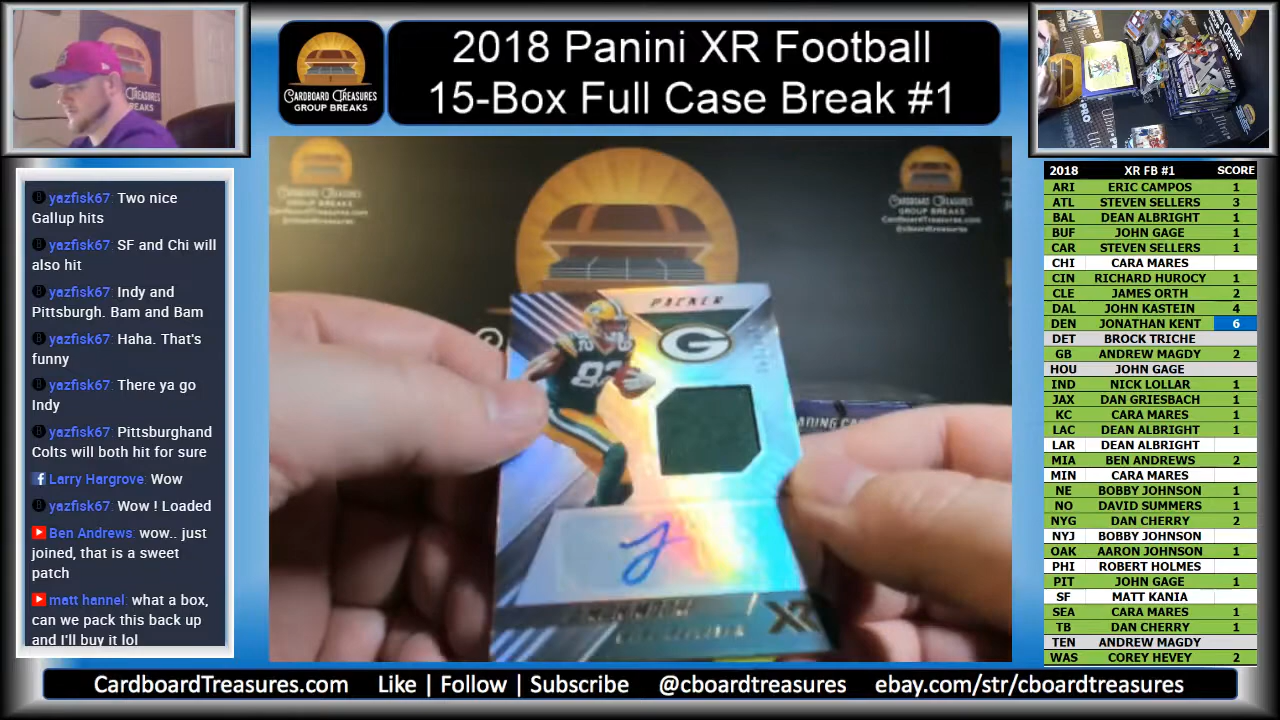 2018 Panini XR Football
15-Box Full Case Break #1
CARDBOARD TREASURES
GROUP BREAKS
yazfisk67: Two nice
Gallup hits
yazfisk67: SF and Chi will
also hit
yazfisk67: Indy and
Pittsburgh. Bam and Bam
yazfisk67: Haha. That's
funny
yazfisk67: There ya go
Indy
yazfisk67: Pittsburghand
Colts will both hit for sure
Larry Hargrove: Wow
yazfisk67: Wow ! Loaded
Ben Andrews: wow.. just
joined, that is a sweet
patch
matt hannel: what a box,
can we pack this back up
and I'll buy it lol
CARDBOARD TREASURES
GROUP BREAKS
CardboardTreasures.com
@cboardtreasures
PACKER
G
83
XR
2018 XR FB #1 SCORE
ARI ERIC CAMPOS 1
ATL STEVEN SELLERS 3
BAL DEAN ALBRIGHT 1
BUF JOHN GAGE 1
CAR STEVEN SELLERS 1
CHI CARA MARES
CIN RICHARD HUROCY 1
CLE JAMES ORTH 2
DAL JOHN KASTEIN 4
DEN JONATHAN KENT 6
DET BROCK TRICHE
GB ANDREW MAGDY 2
HOU JOHN GAGE
IND NICK LOLLAR 1
JAX DAN GRIESBACH 1
KC CARA MARES 1
LAC DEAN ALBRIGHT 1
LAR DEAN ALBRIGHT
MIA BEN ANDREWS 2
MIN CARA MARES
NE BOBBY JOHNSON 1
NO DAVID SUMMERS 1
NYG DAN CHERRY 2
NYJ BOBBY JOHNSON
OAK AARON JOHNSON 1
PHI ROBERT HOLMES
PIT JOHN GAGE 1
SF MATT KANIA
SEA CARA MARES 1
TB DAN CHERRY 1
TEN ANDREW MAGDY
WAS COREY HEVEY 2
CardboardTreasures.com Like | Follow | Subscribe @cboardtreasures ebay.com/str/cboardtreasures